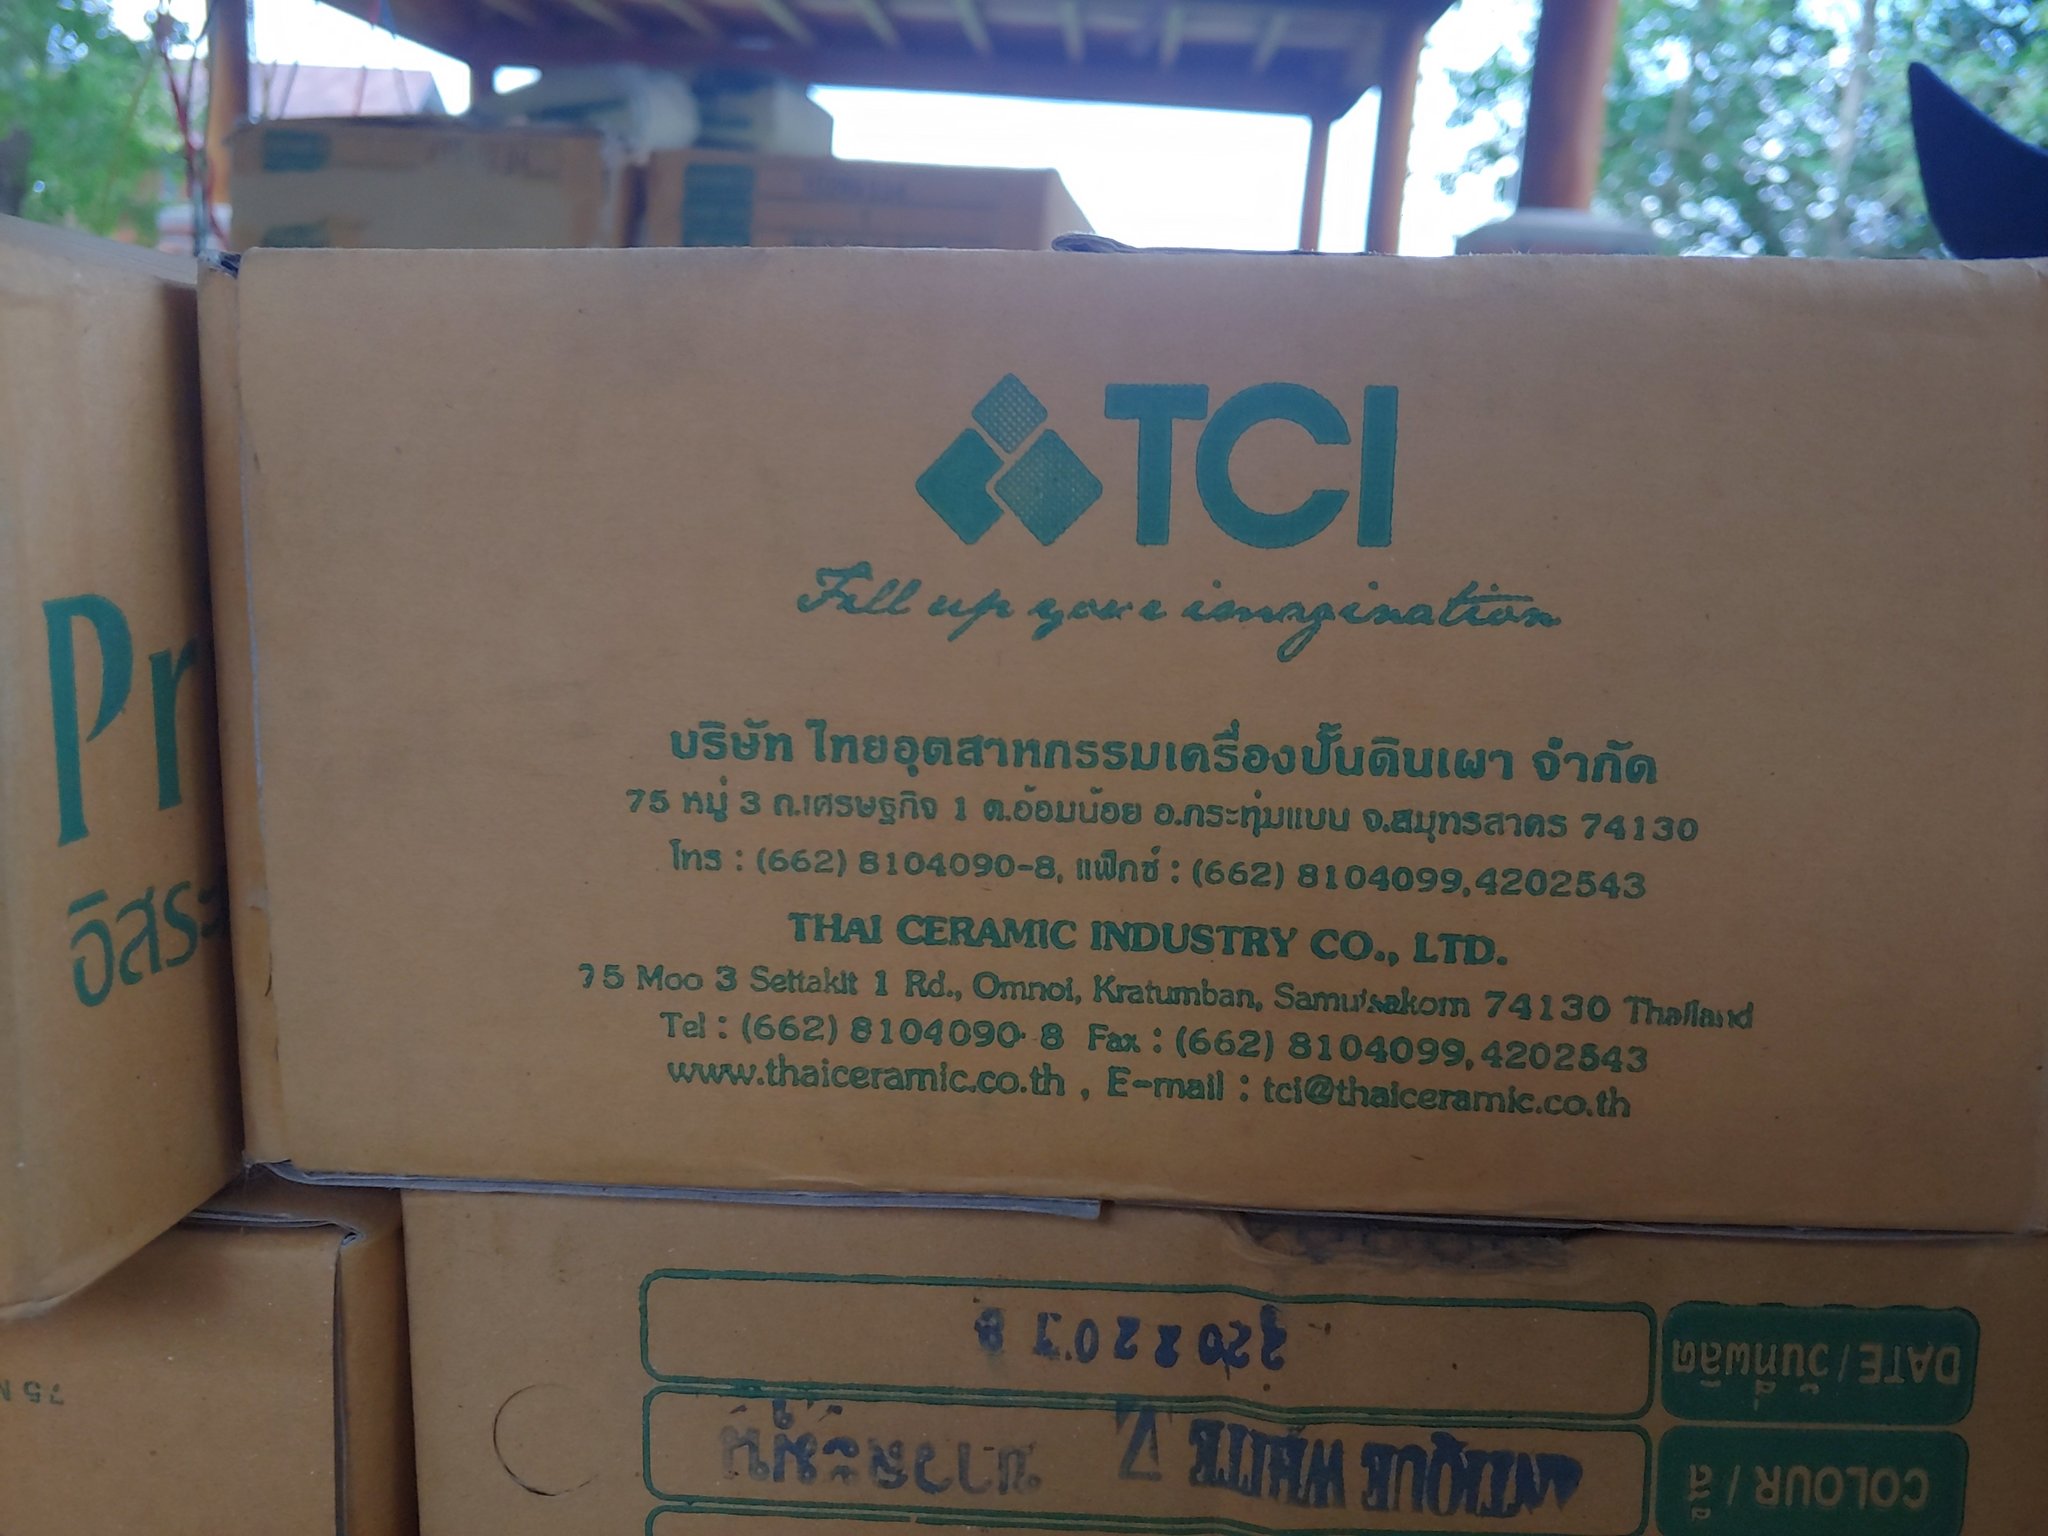 TCI
Fill up your imagination
บริษัท ไทยอุตสาหกรรมเครื่องปั้นดินเผา จำกัด
75 หมู่ 3 ถ.เศรษฐกิจ 1 ต.อ้อมน้อย อ.กระทุ่มแบน จ.สมุทรสาคร 74130
โทร : (662) 8104090-8, แฟ็กซ์ : (662) 8104099,4202543
THAI CERAMIC INDUSTRY CO., LTD.
75 Moo 3 Settakit 1 Rd., Omnoi, Kratumban, Samutsakorn 74130 Thailand
Tel : (662) 8104090-8 Fax : (662) 8104099,4202543
www.thaiceramic.co.th , E-mail : tci@thaiceramic.co.th
Pr
อิสระ
DATE / วันที่ผลิต
COLOUR / สี
ANTIQUE WHITE
75